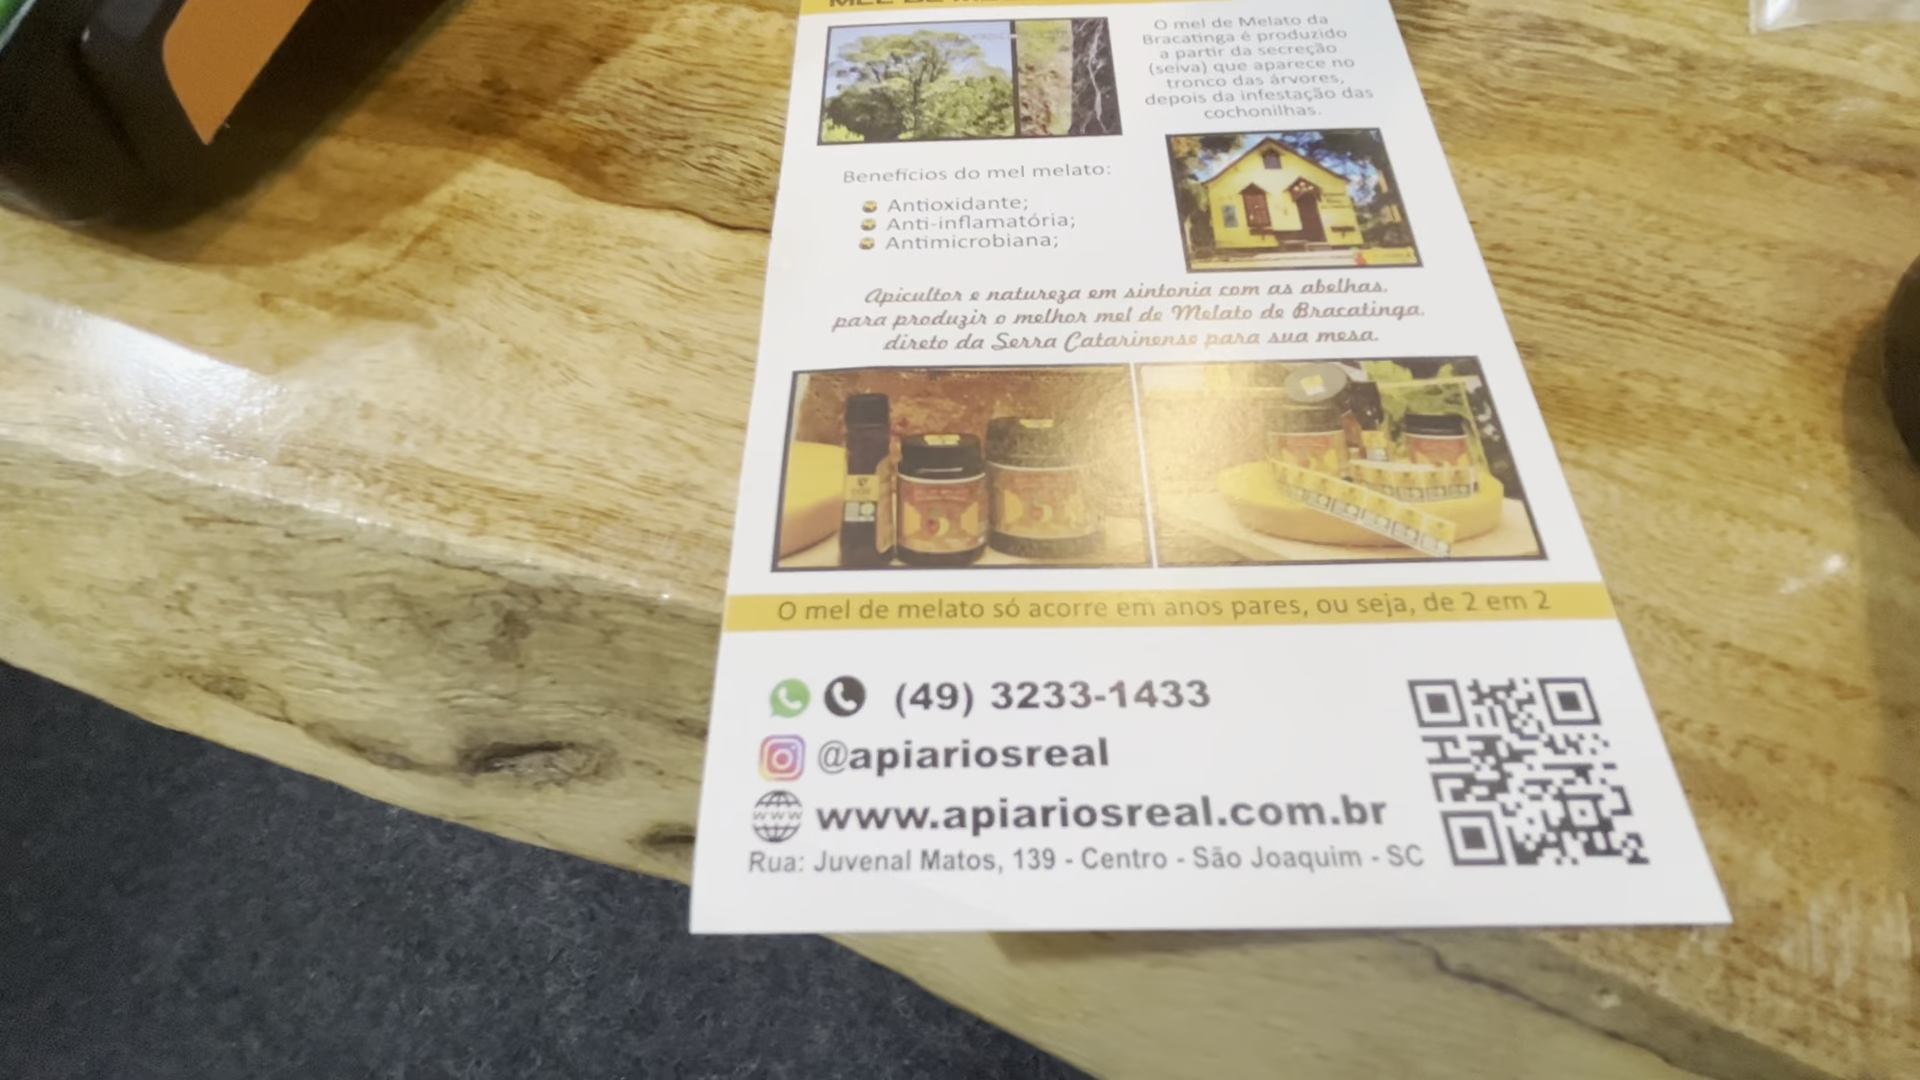 MEL DE
O mel de Melato da
Bracatinga é produzido
a partir da secreção
(seiva) que aparece no
tronco das árvores,
depois da infestação das
cochonilhas.
Benefícios do mel melato:
Antioxidante;
Anti-inflamatória;
Antimicrobiana;
Apicultor e natureza em sintonia com as abelhas,
para produzir o melhor mel de Melato de Bracatinga,
direto da Serra Catarinense para sua mesa.
O mel de melato só acorre em anos pares, ou seja, de 2 em 2
(49) 3233-1433
@apiariosreal
www.apiariosreal.com.br
Rua: Juvenal Matos, 139 - Centro - São Joaquim - SC